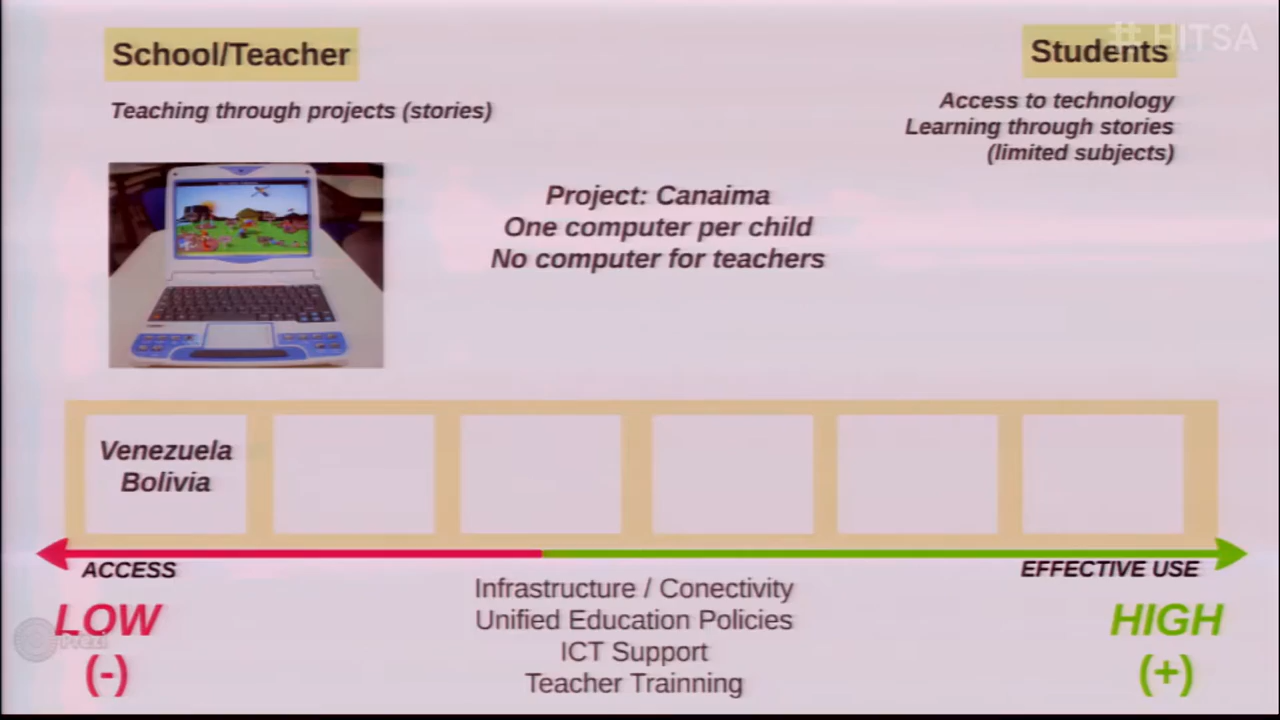 School/Teacher
Teaching through projects (stories)
# HITSA
Students
Access to technology
Learning through stories
(limited subjects)
Project: Canaima
One computer per child
No computer for teachers
Venezuela
Bolivia
ACCESS
LOW
(-)
Infrastructure / Conectivity
Unified Education Policies
ICT Support
Teacher Trainning
EFFECTIVE USE
HIGH
(+)
Prezi